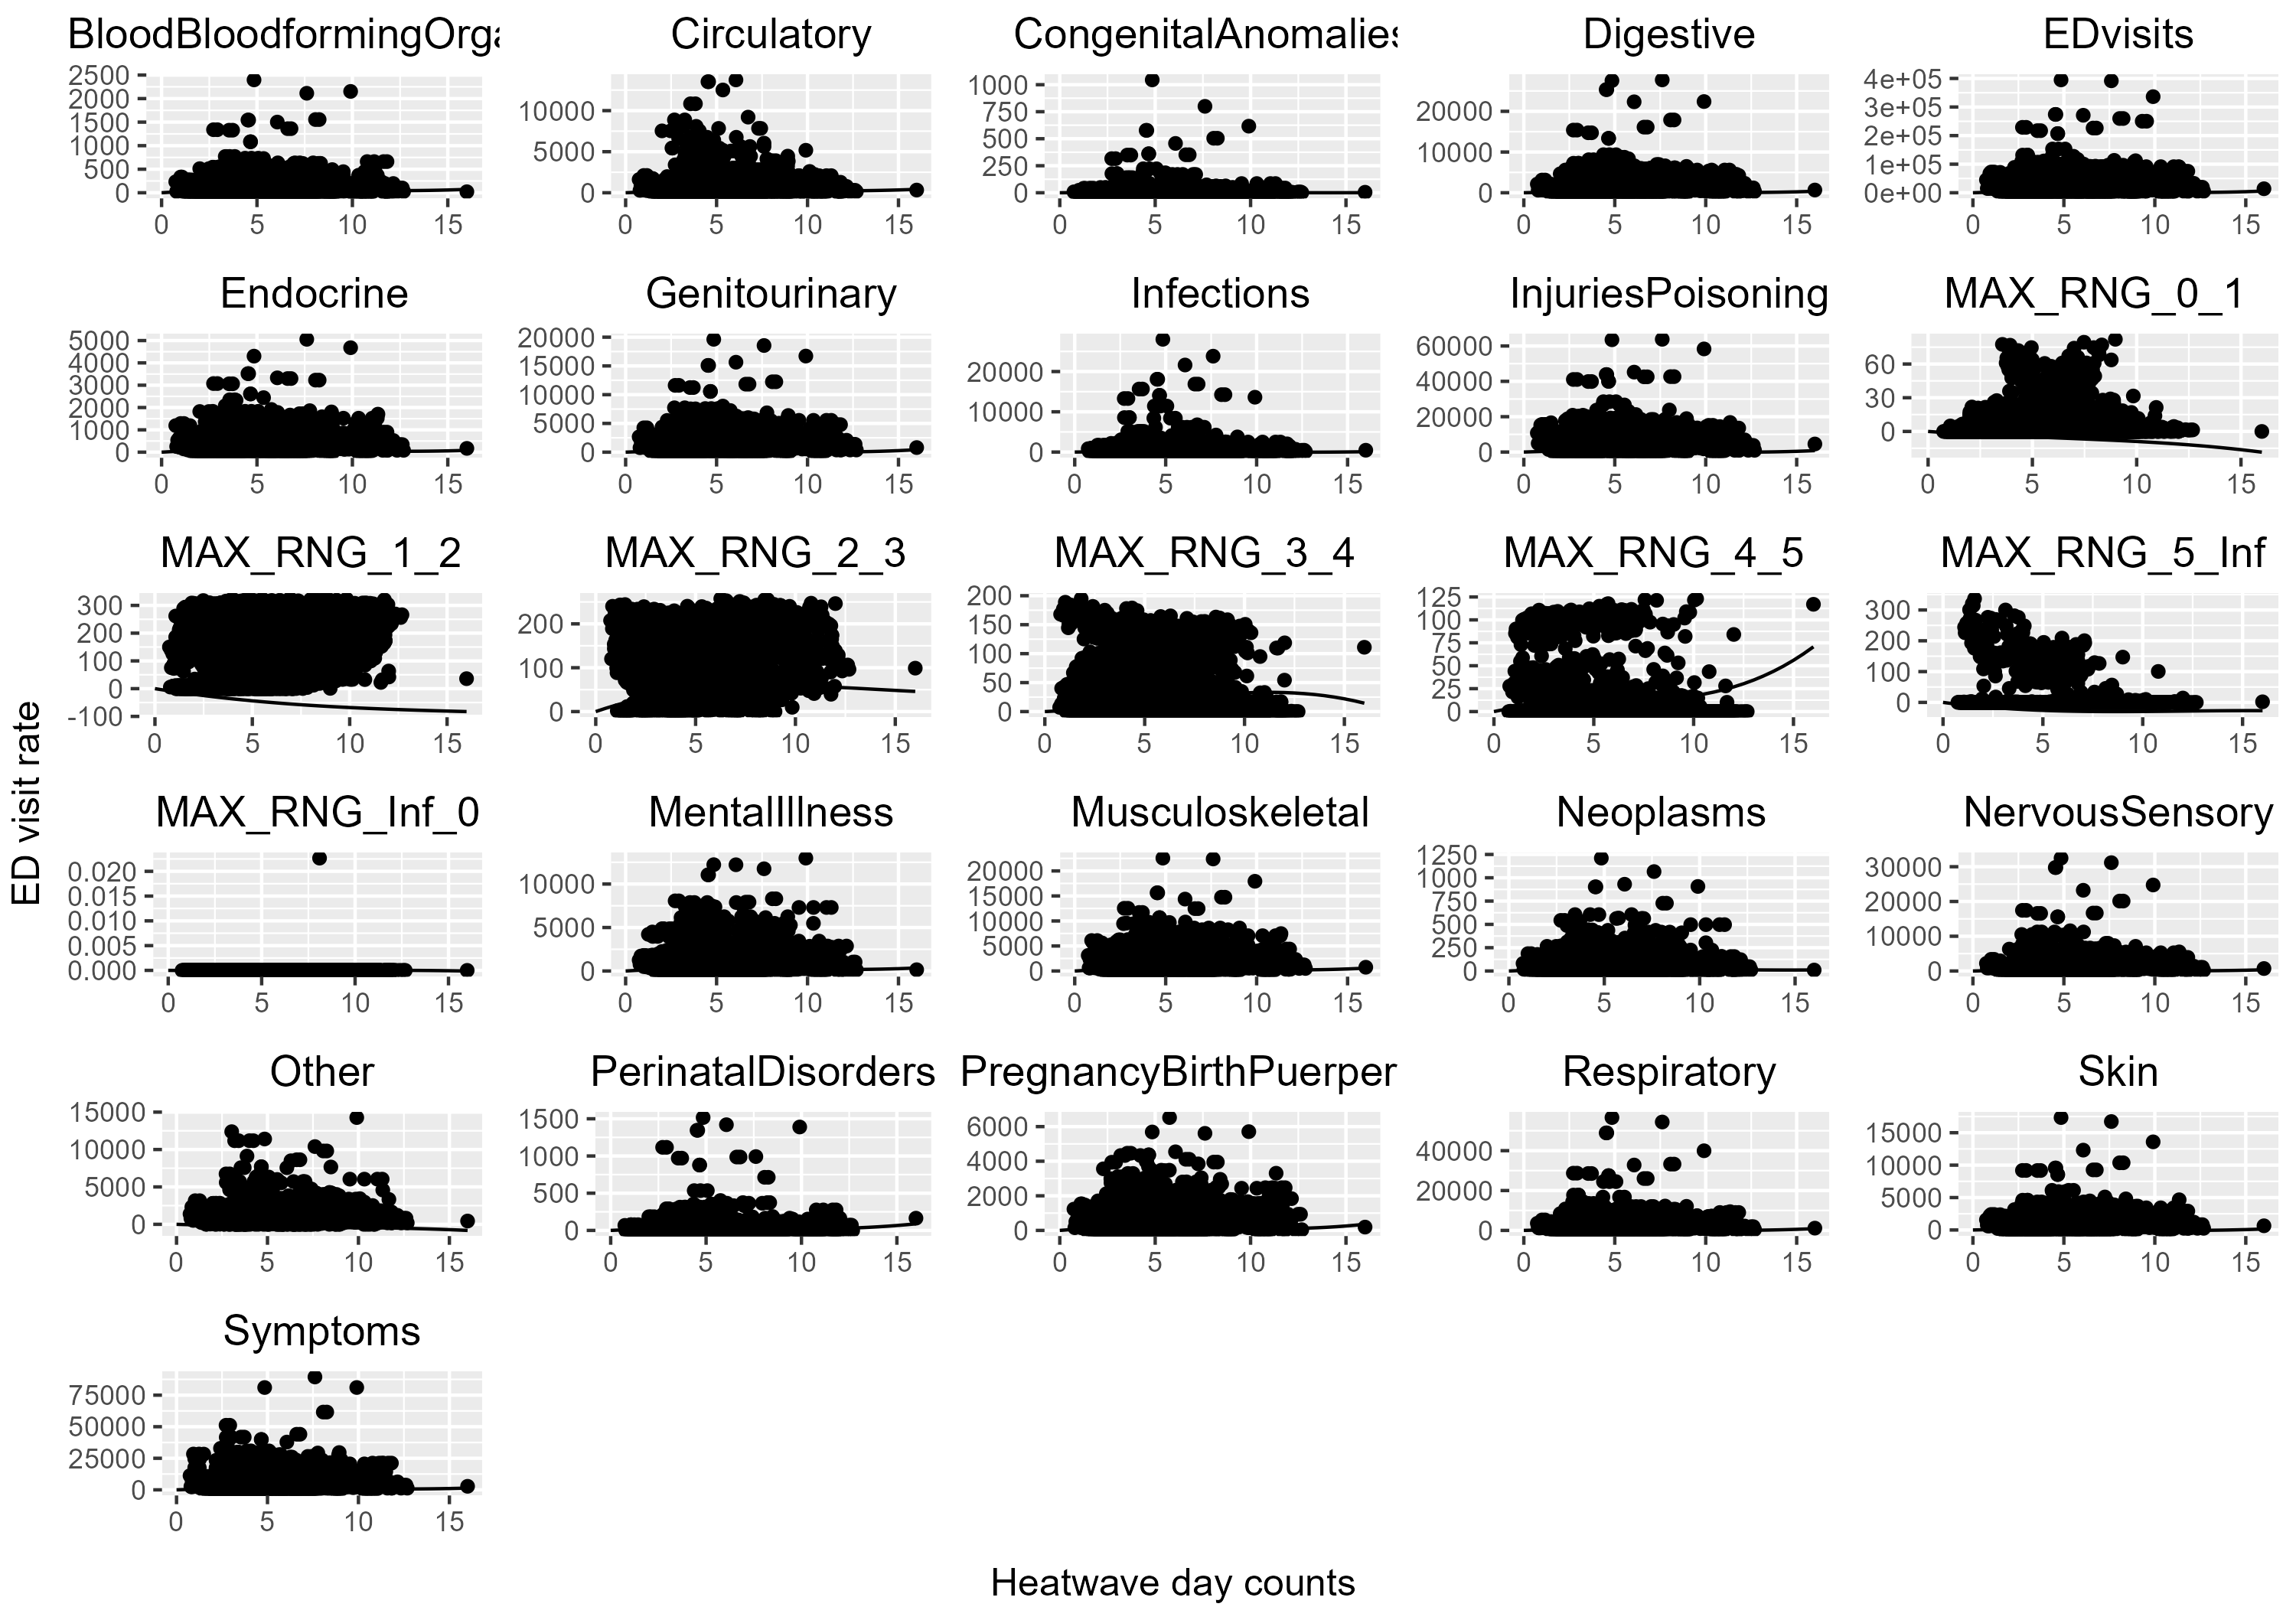 BloodBloodformingOrga Circulatory CongenitalAnomalies Digestive EDvisits
2500 2000 1500 1000 500 0
0 5 10 15
10000 5000 0
0 5 10 15
1000 750 500 250 0
0 5 10 15
20000 10000 0
0 5 10 15
4e+05 3e+05 2e+05 1e+05 0e+00
0 5 10 15
Endocrine Genitourinary Infections InjuriesPoisoning MAX_RNG_0_1
5000 4000 3000 2000 1000 0
0 5 10 15
20000 15000 10000 5000 0
0 5 10 15
20000 10000 0
0 5 10 15
60000 40000 20000 0
0 5 10 15
60 30 0
0 5 10 15
MAX_RNG_1_2 MAX_RNG_2_3 MAX_RNG_3_4 MAX_RNG_4_5 MAX_RNG_5_Inf
300 200 100 0 -100
0 5 10 15
200 100 0
0 5 10 15
200 150 100 50 0
0 5 10 15
125 100 75 50 25 0
0 5 10 15
300 200 100 0
0 5 10 15
ED visit rate
MAX_RNG_Inf_0 MentalIllness Musculoskeletal Neoplasms NervousSensory
0.020 0.015 0.010 0.005 0.000
0 5 10 15
10000 5000 0
0 5 10 15
20000 15000 10000 5000 0
0 5 10 15
1250 1000 750 500 250 0
0 5 10 15
30000 20000 10000 0
0 5 10 15
Other PerinatalDisorders PregnancyBirthPuerper Respiratory Skin
15000 10000 5000 0
0 5 10 15
1500 1000 500 0
0 5 10 15
6000 4000 2000 0
0 5 10 15
40000 20000 0
0 5 10 15
15000 10000 5000 0
0 5 10 15
Symptoms
75000 50000 25000 0
0 5 10 15
Heatwave day counts